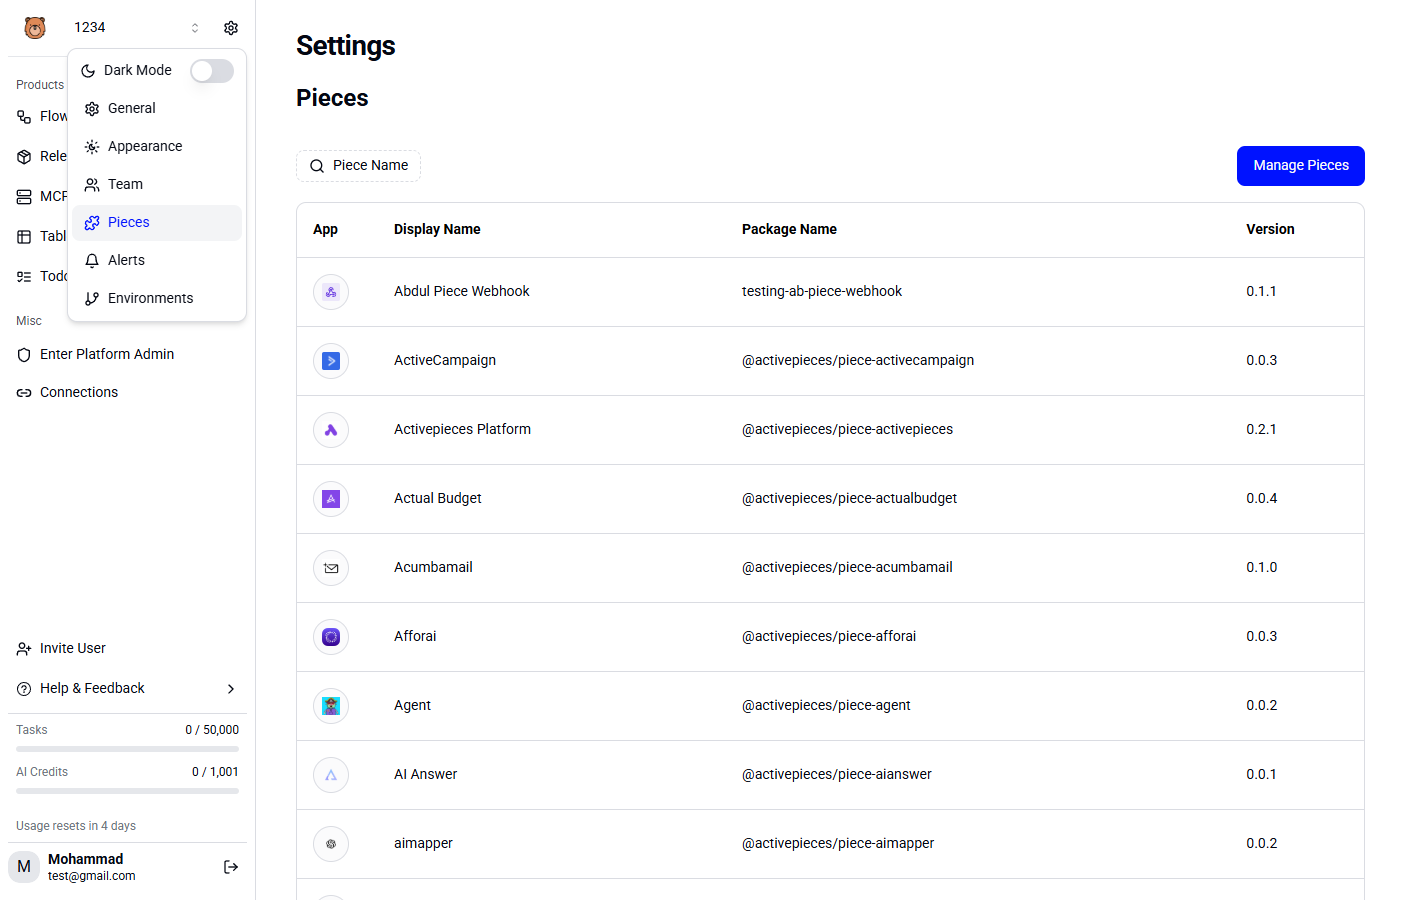 1234
Dark Mode
General
Appearance
Team
Pieces
Alerts
Environments
Products
Flow
Rele
MCP
Tabl
Todo
Misc
Enter Platform Admin
Connections
Invite User
Help & Feedback
Tasks 0 / 50,000
AI Credits 0 / 1,001
Usage resets in 4 days
M
Mohammad
test@gmail.com
Settings
Pieces
Piece Name
Manage Pieces
App Display Name Package Name Version
Abdul Piece Webhook testing-ab-piece-webhook 0.1.1
ActiveCampaign @activepieces/piece-activecampaign 0.0.3
Activepieces Platform @activepieces/piece-activepieces 0.2.1
Actual Budget @activepieces/piece-actualbudget 0.0.4
Acumbamail @activepieces/piece-acumbamail 0.1.0
Afforai @activepieces/piece-afforai 0.0.3
Agent @activepieces/piece-agent 0.0.2
AI Answer @activepieces/piece-aianswer 0.0.1
aimapper @activepieces/piece-aimapper 0.0.2